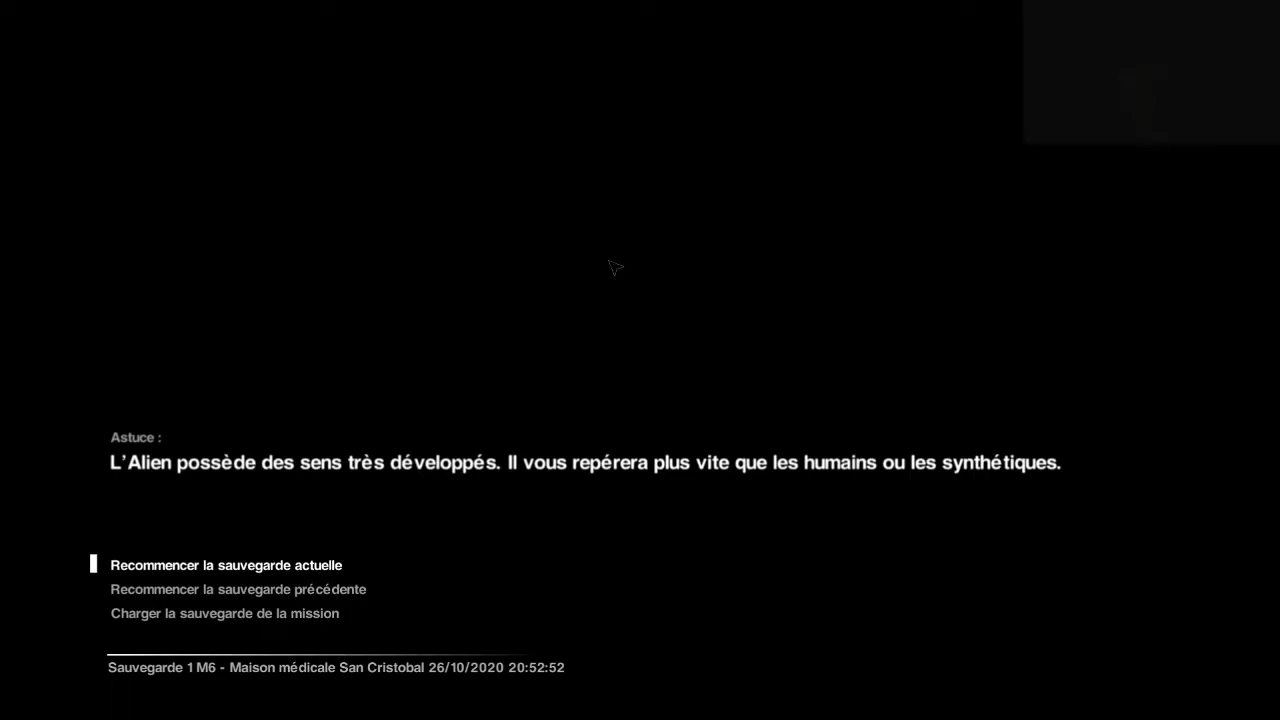 Astuce :
L’Alien possède des sens très développés. Il vous repérera plus vite que les humains ou les synthétiques.
Recommencer la sauvegarde actuelle
Recommencer la sauvegarde précédente
Charger la sauvegarde de la mission
Sauvegarde 1 M6 - Maison médicale San Cristobal 26/10/2020 20:52:52